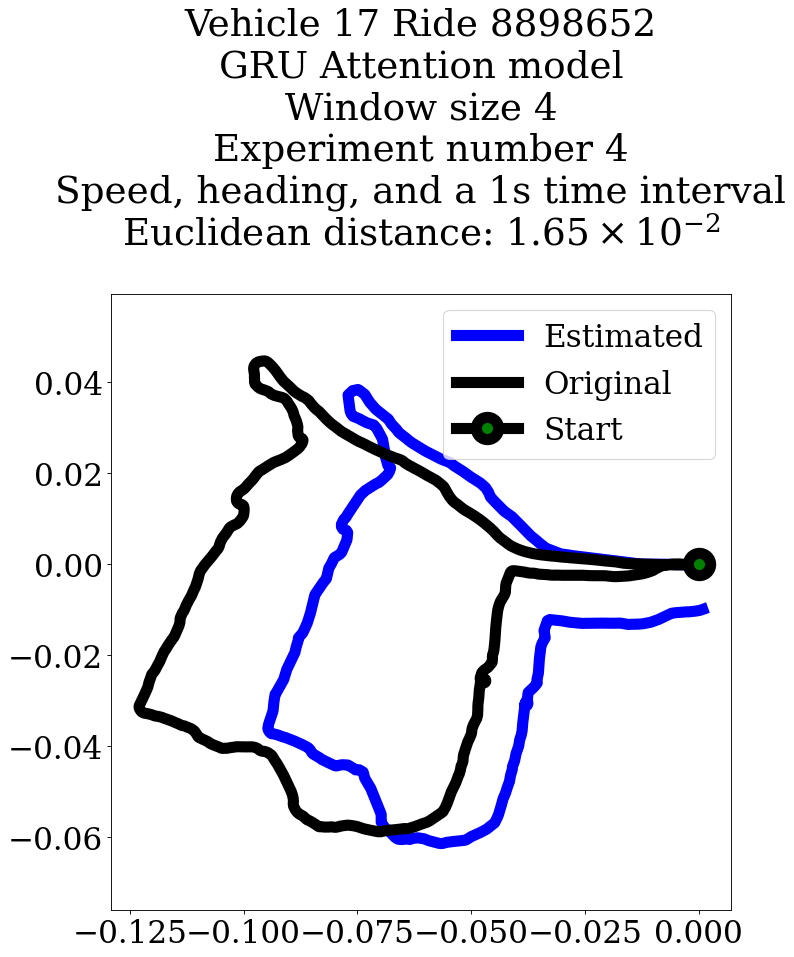 Vehicle 17 Ride 8898652
GRU Attention model
Window size 4
Experiment number 4
Speed, heading, and a 1s time interval
Euclidean distance: 1.65 × 10⁻²
Estimated
Original
Start
0.04
0.02
0.00
−0.02
−0.04
−0.06
−0.125 −0.100 −0.075 −0.050 −0.025 0.000